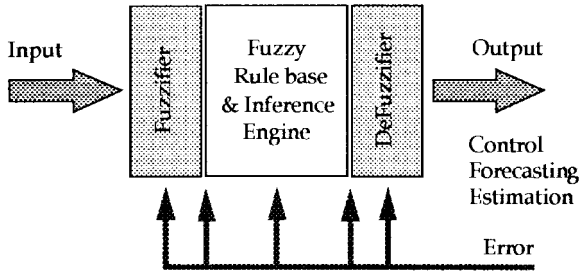 Input
Fuzzifier
Fuzzy
Rule base
& Inference
Engine
DeFuzzifier
Output
Control
Forecasting
Estimation
Error